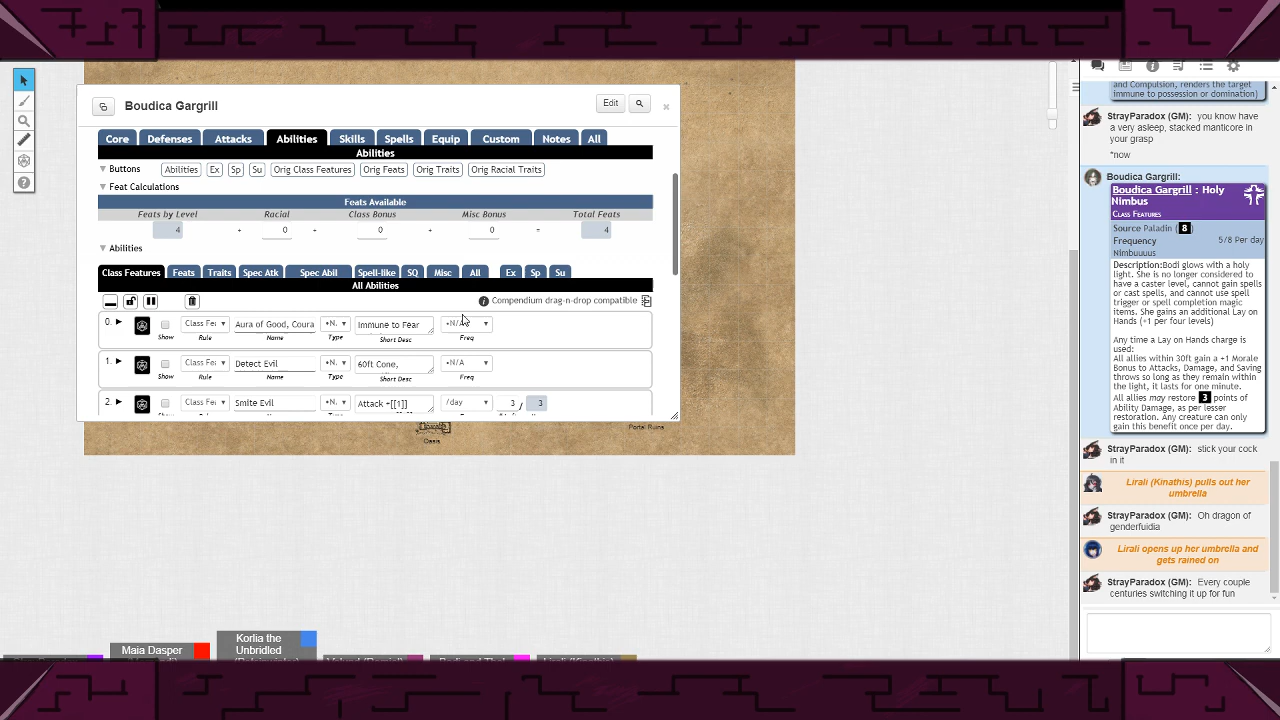 Boudica Gargrill
Edit
Core Defenses Attacks Abilities Skills Spells Equip Custom Notes All
Abilities
Buttons Abilities Ex Sp Su Orig Class Features Orig Feats Orig Traits Orig Racial Traits
Feat Calculations
Feats Available
Feats by Level Racial Class Bonus Misc Bonus Total Feats
4 + 0 + 0 + 0 = 4
Abilities
Class Features Feats Traits Spec Atk Spec Abil Spell-like SQ Misc All Ex Sp Su
All Abilities
Compendium drag-n-drop compatible
0. Class Fe Aura of Good, Coura •N. Immune to Fear •N/A
Show Rule Name Type Short Desc Freq
1. Class Fe Detect Evil •N. 60ft Cone, •N/A
Show Rule Name Type Short Desc Freq
2. Class Fe Smite Evil •N. Attack +[[1]] /day 3 / 3
Oasis
Portal Ruins
Maia Dasper
Korlia the
Unbridled
and Compulsion, renders the target
immune to possession or domination)
StrayParadox (GM): you know have
a very asleep, stacked manticore in
your grasp
*now
Boudica Gargrill:
Boudica Gargrill : Holy
Nimbus
Class Features
Source Paladin ( 8 )
Frequency 5/8 Per day
Nimbuuuus
Description:Bodi glows with a holy
light. She is no longer considered to
have a caster level, cannot gain spells
or cast spells, and cannot use spell
trigger or spell completion magic
items. She gains an additional Lay on
Hands (+1 per four levels)
Any time a Lay on Hands charge is
used:
All allies within 30ft gain a +1 Morale
Bonus to Attacks, Damage, and Saving
throws so long as they remain within
the light, it lasts for one minute.
All allies may restore 3 points of
Ability Damage, as per lesser
restoration. Any creature can only
gain this benefit once per day.
StrayParadox (GM): stick your cock
in it
Lirali (Kinathis) pulls out her
umbrella
StrayParadox (GM): Oh dragon of
genderfuidia
Lirali opens up her umbrella and
gets rained on
StrayParadox (GM): Every couple
centuries switching it up for fun